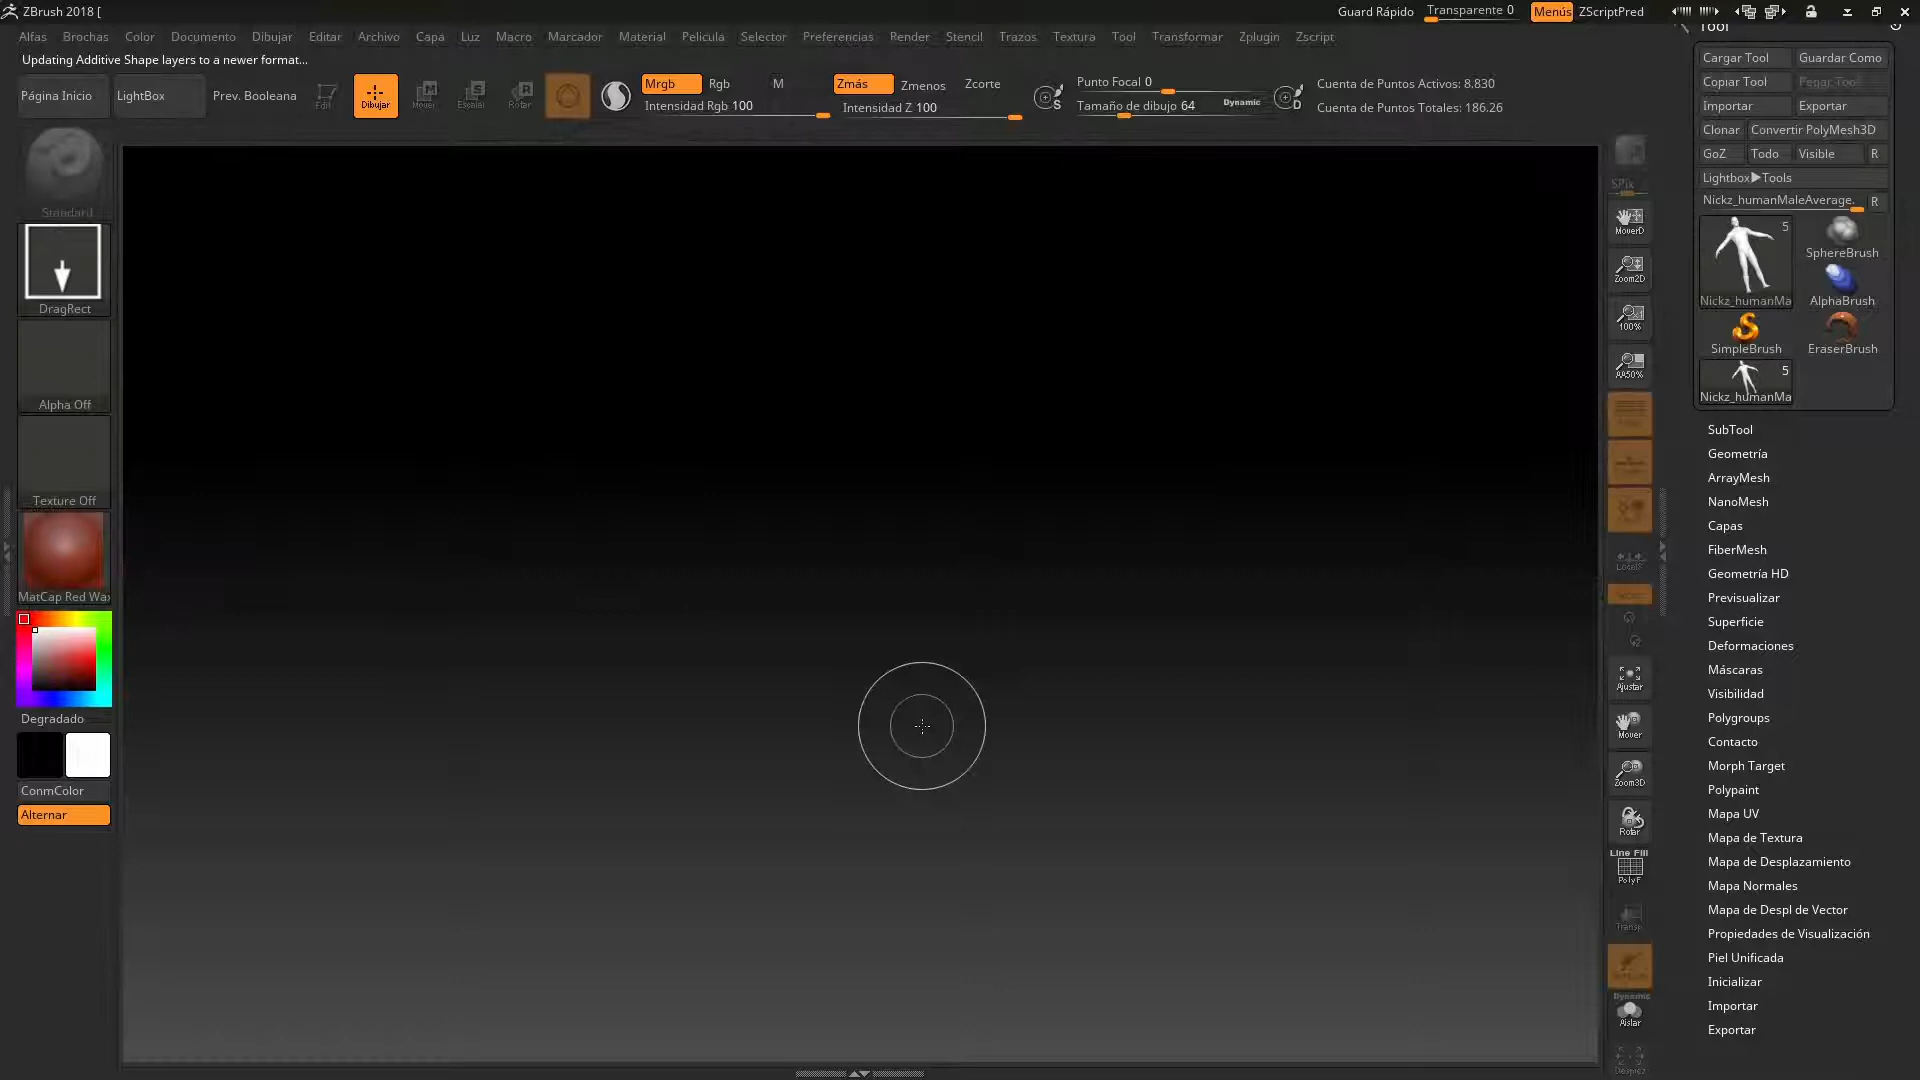 ZBrush 2018 [
Guard Rápido
Transparente 0
Menús
ZScriptPred
Alfas Brochas Color Documento Dibujar Editar Archivo Capa Luz Macro Marcador Material Pelicula Selector Preferencias Render Stencil Trazos Textura Tool Transformar Zplugin Zscript
Updating Additive Shape layers to a newer format...
Página Inicio
LightBox
Prev. Booleana
Edit
Dibujar
Mover
Escalar
Rotar
Mrgb
Rgb
M
Intensidad Rgb 100
Zmás
Zmenos
Zcorte
Intensidad Z 100
S
Punto Focal 0
Tamaño de dibujo 64
Dynamic
D
Cuenta de Puntos Activos: 8.830
Cuenta de Puntos Totales: 186.26
Standard
DragRect
Alpha Off
Texture Off
MatCap Red Wax
Degradado
ConmColor
Alternar
SPix
MoverD
Zoom2D
100%
AA50%
Local
Ajustar
Mover
Zoom3D
Rotar
Line Fill
PolyF
Transp
Dynamic
Aislar
Tool
Cargar Tool
Guardar Como
Copiar Tool
Pegar Tool
Importar
Exportar
Clonar
Convertir PolyMesh3D
GoZ
Todo
Visible
R
Lightbox▶Tools
Nickz_humanMaleAverage.
R
5
Nickz_humanMa
SphereBrush
AlphaBrush
SimpleBrush
EraserBrush
5
Nickz_humanMa
SubTool
Geometría
ArrayMesh
NanoMesh
Capas
FiberMesh
Geometría HD
Previsualizar
Superficie
Deformaciones
Máscaras
Visibilidad
Polygroups
Contacto
Morph Target
Polypaint
Mapa UV
Mapa de Textura
Mapa de Desplazamiento
Mapa Normales
Mapa de Despl de Vector
Propiedades de Visualización
Piel Unificada
Inicializar
Importar
Exportar